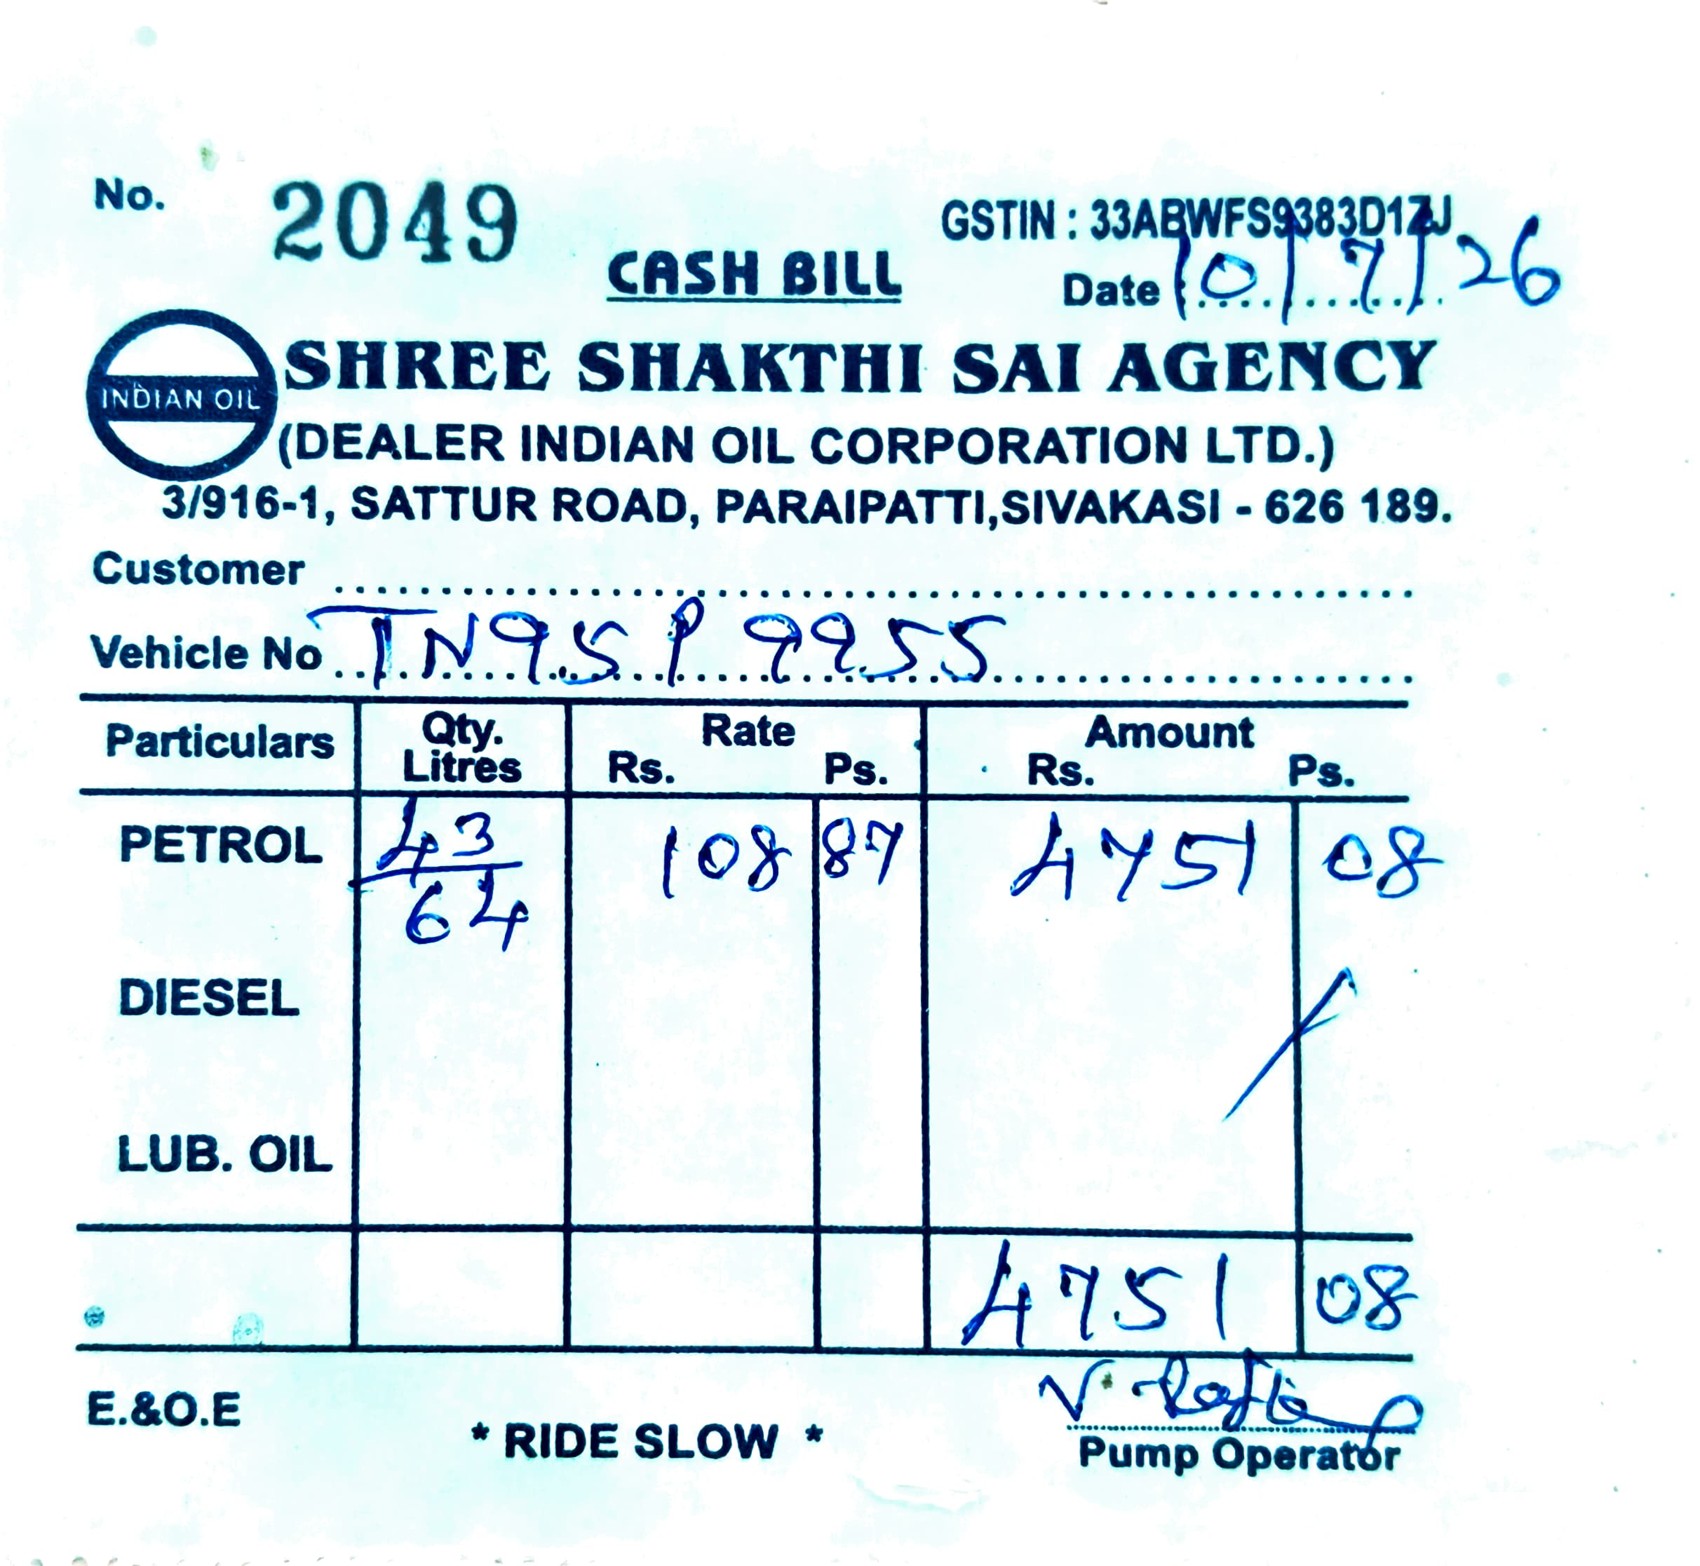 No. 2049
GSTIN : 33ABWFS9383D1ZJ
CASH BILL
Date 10/7/26
INDIAN OIL
SHREE SHAKTHI SAI AGENCY
(DEALER INDIAN OIL CORPORATION LTD.)
3/916-1, SATTUR ROAD, PARAIPATTI,SIVAKASI - 626 189.
Customer
Vehicle No TN95P 9955
Particulars Qty. Litres Rate Rs. Ps. Amount Rs. Ps.
PETROL 43/64 108 87 4751 08
DIESEL
LUB. OIL
4751 08
E.&O.E
* RIDE SLOW *
Pump Operator